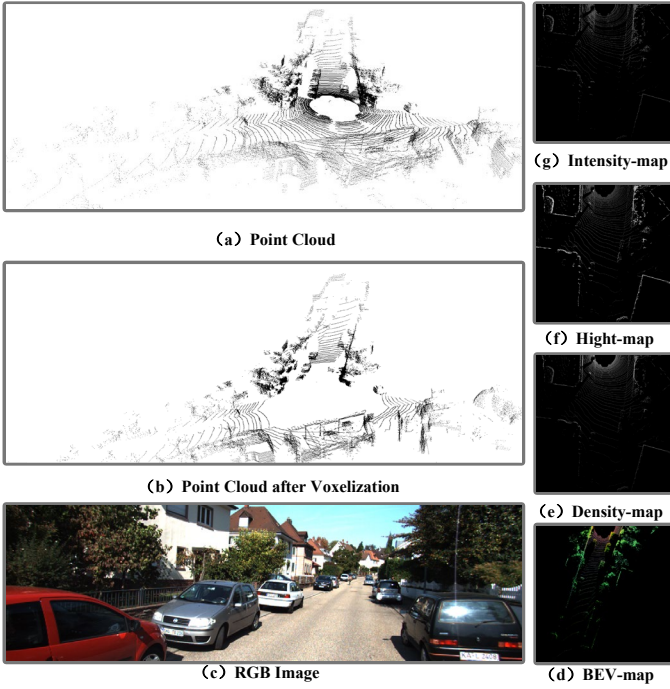 (a) Point Cloud
(b) Point Cloud after Voxelization
(c) RGB Image
(g) Intensity-map
(f) Hight-map
(e) Density-map
(d) BEV-map